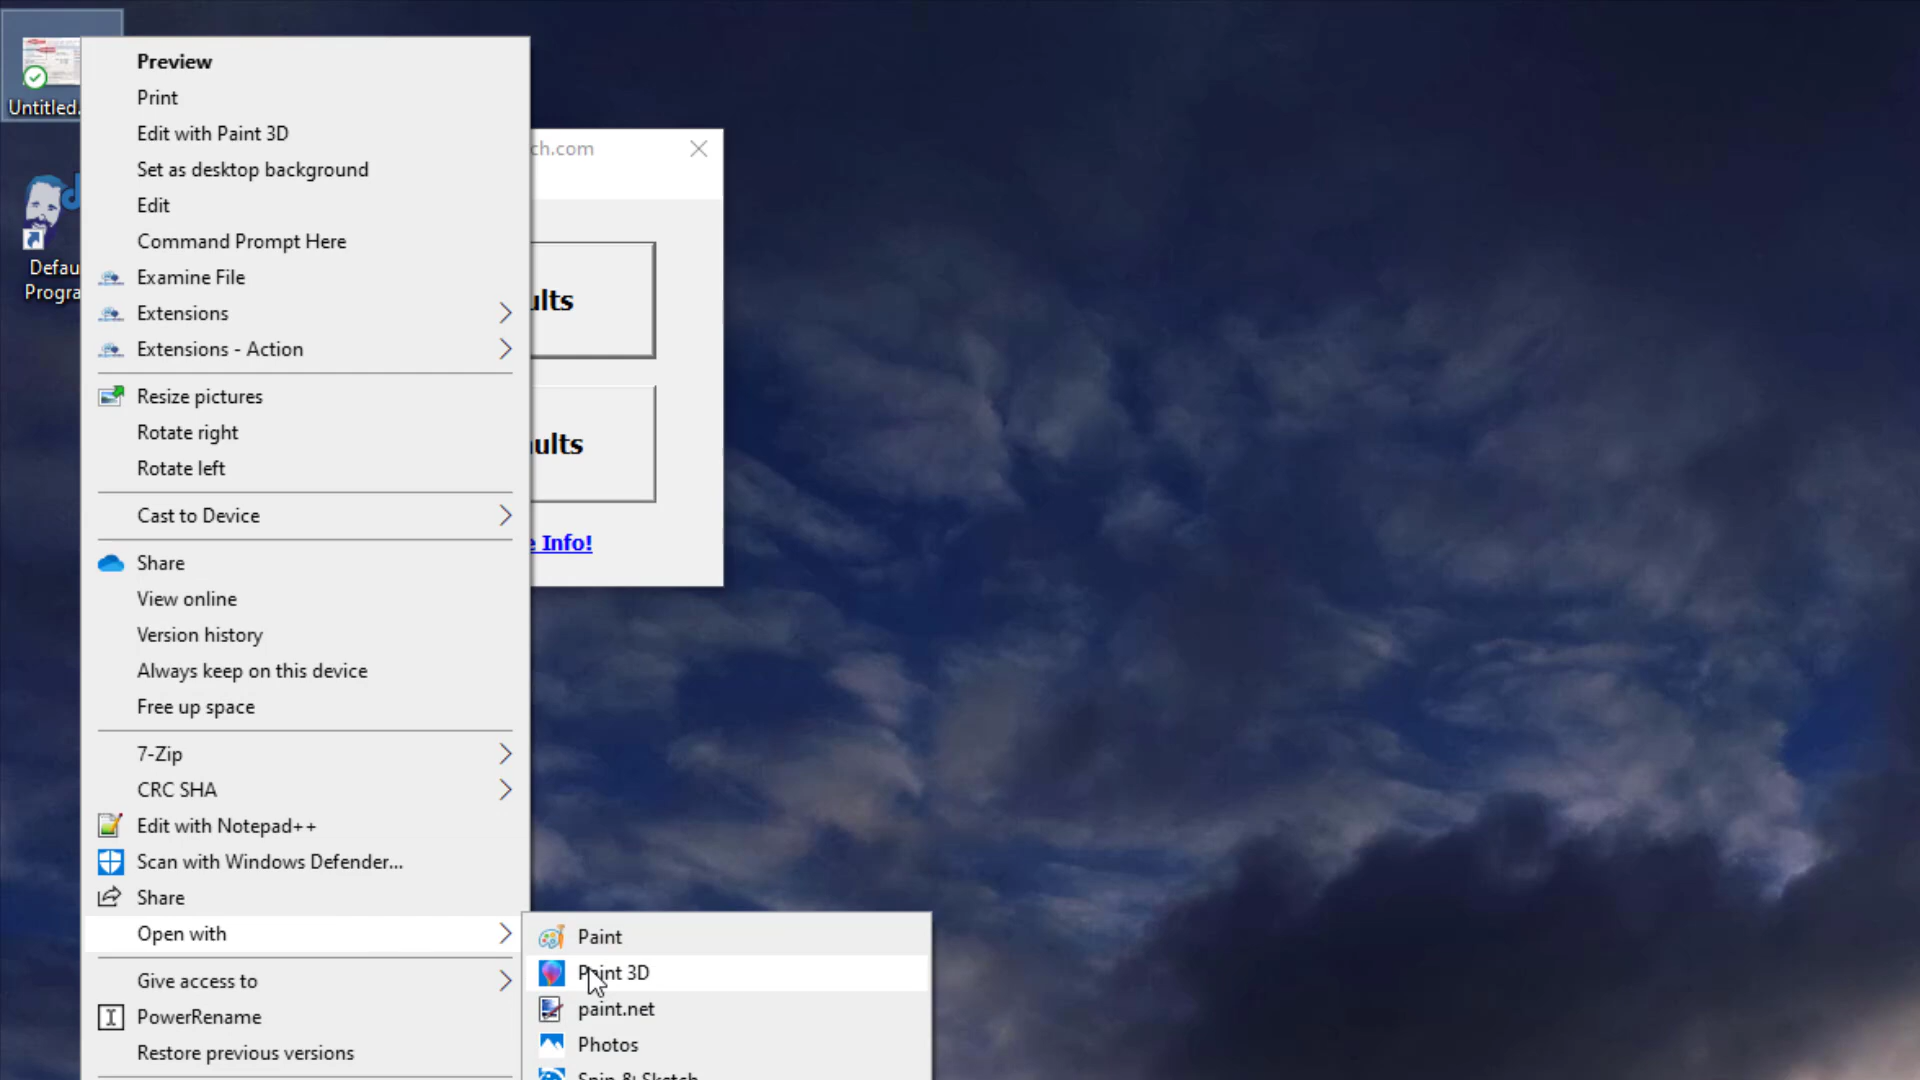 Untitled.
Defau
Progra
Preview
Print
Edit with Paint 3D
Set as desktop background
Edit
Command Prompt Here
Examine File
Extensions
Extensions - Action
Resize pictures
Rotate right
Rotate left
Cast to Device
Share
View online
Version history
Always keep on this device
Free up space
7-Zip
CRC SHA
Edit with Notepad++
Scan with Windows Defender...
Share
Open with
Give access to
PowerRename
Restore previous versions
ch.com
ults
aults
e Info!
Paint
Paint 3D
paint.net
Photos
Snip & Sketch